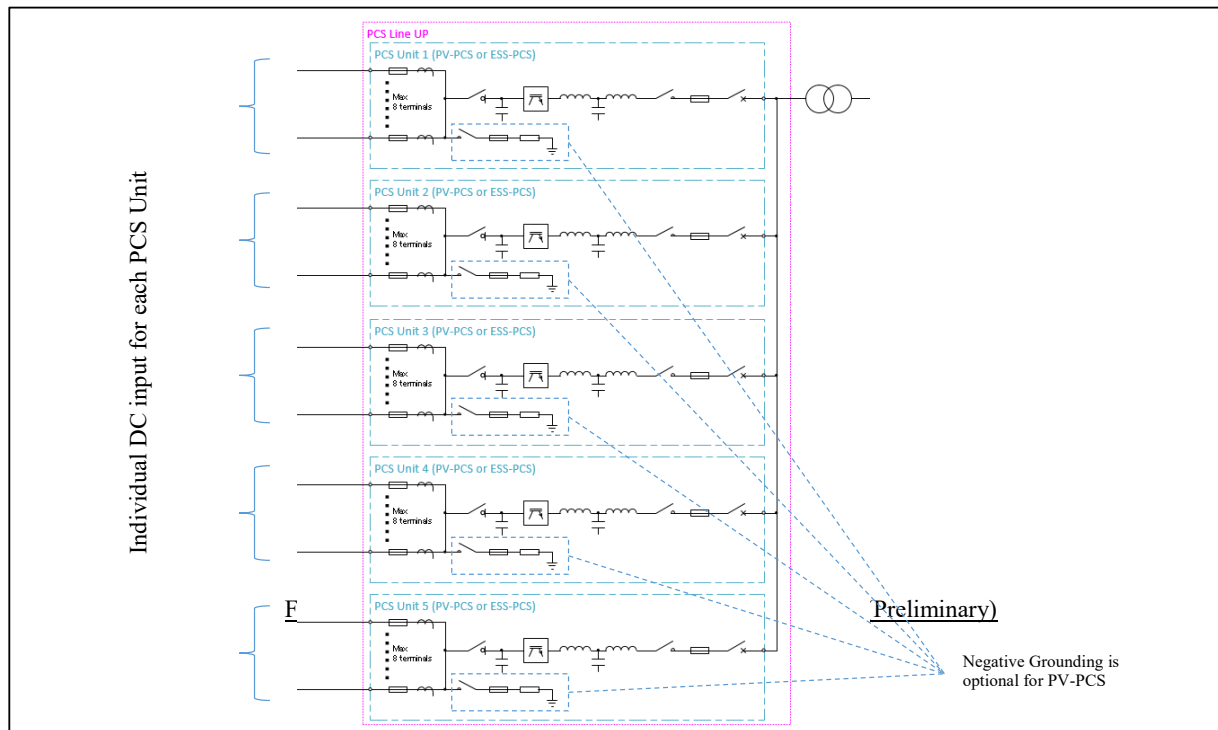 PCS Line UP
PCS Unit 1 (PV-PCS or ESS-PCS)
Max
8 terminals
PCS Unit 2 (PV-PCS or ESS-PCS)
Max
8 terminals
PCS Unit 3 (PV-PCS or ESS-PCS)
Max
8 terminals
PCS Unit 4 (PV-PCS or ESS-PCS)
Max
8 terminals
PCS Unit 5 (PV-PCS or ESS-PCS)
Max
8 terminals
Individual DC input for each PCS Unit
F
Preliminary)
Negative Grounding is
optional for PV-PCS